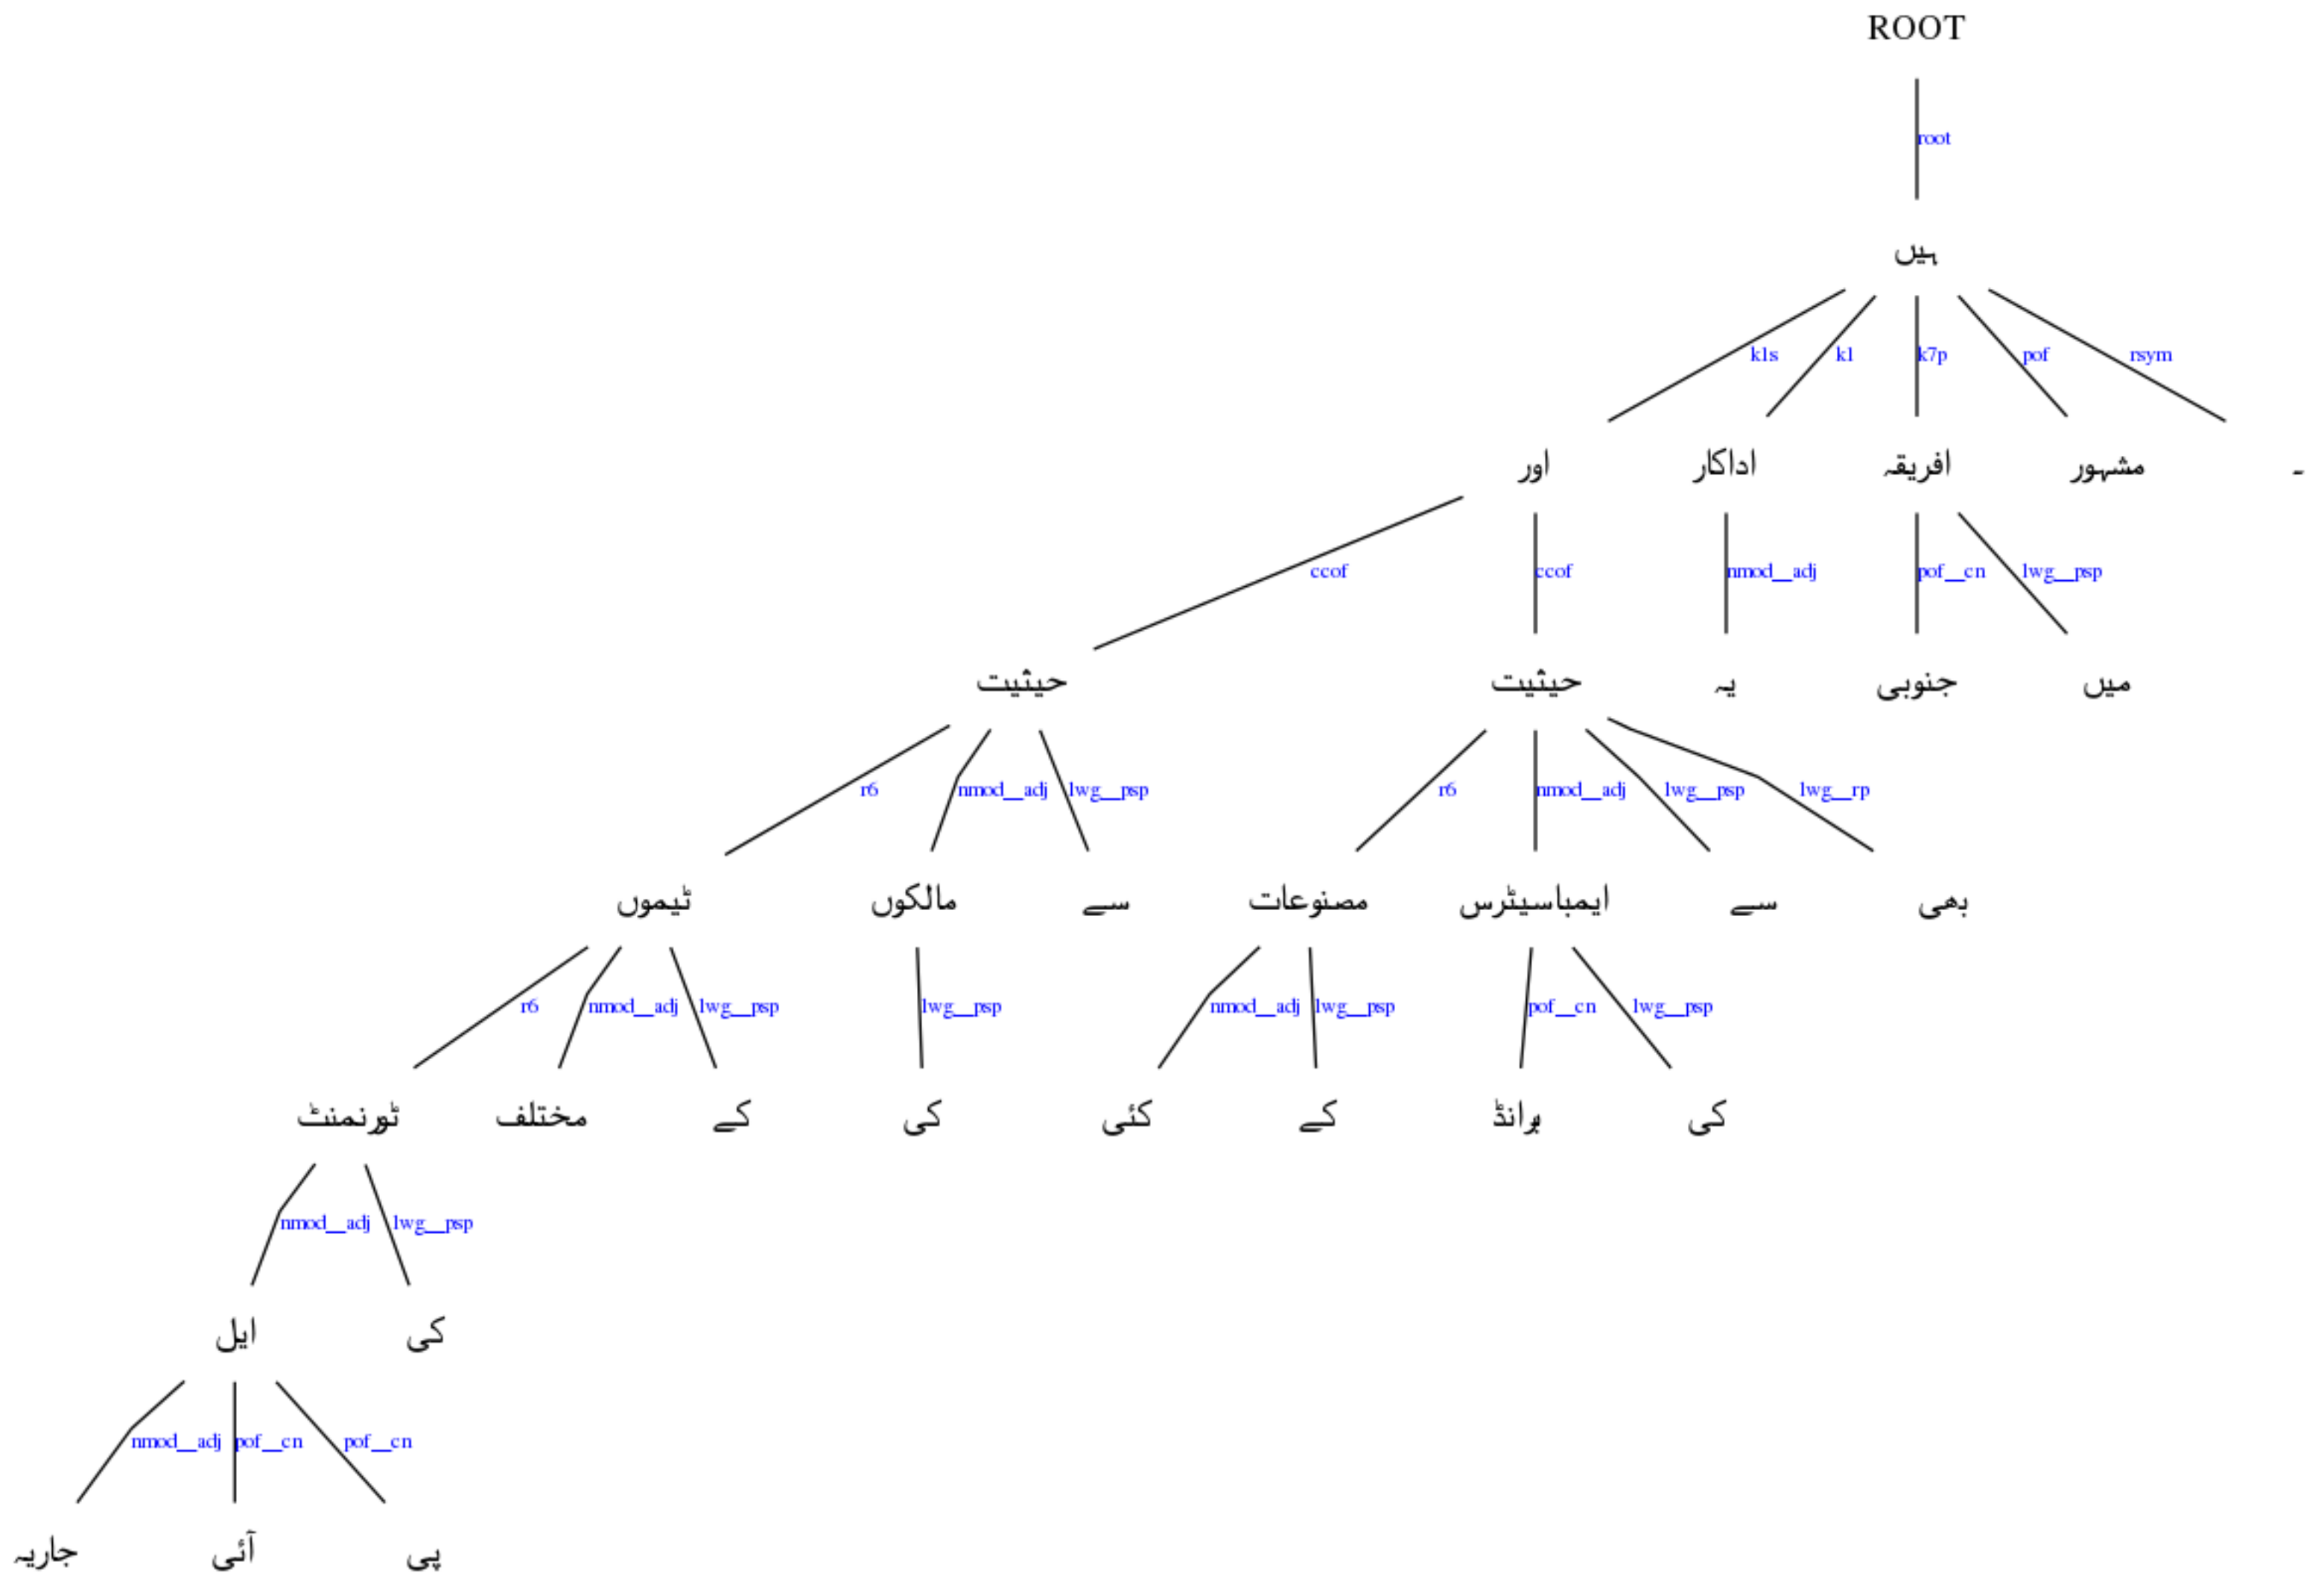 ROOT
root
ہیں
k1s k1 k7p pof rsym
اور اداکار افریقہ مشہور ۔
ccof ccof nmod__adj pof__cn lwg__psp
حیثیت حیثیت یہ جنوبی میں
r6 nmod__adj lwg__psp r6 nmod__adj lwg__psp lwg__rp
ٹیموں مالکوں سے مصنوعات ایمباسیٹرس سے بھی
r6 nmod__adj lwg__psp lwg__psp nmod__adj lwg__psp pof__cn lwg__psp
ٹورنمنٹ مختلف کے کی کئی کے برانڈ کی
nmod__adj lwg__psp
ایل کی
nmod__adj pof__cn pof__cn
جاریہ آئی پی